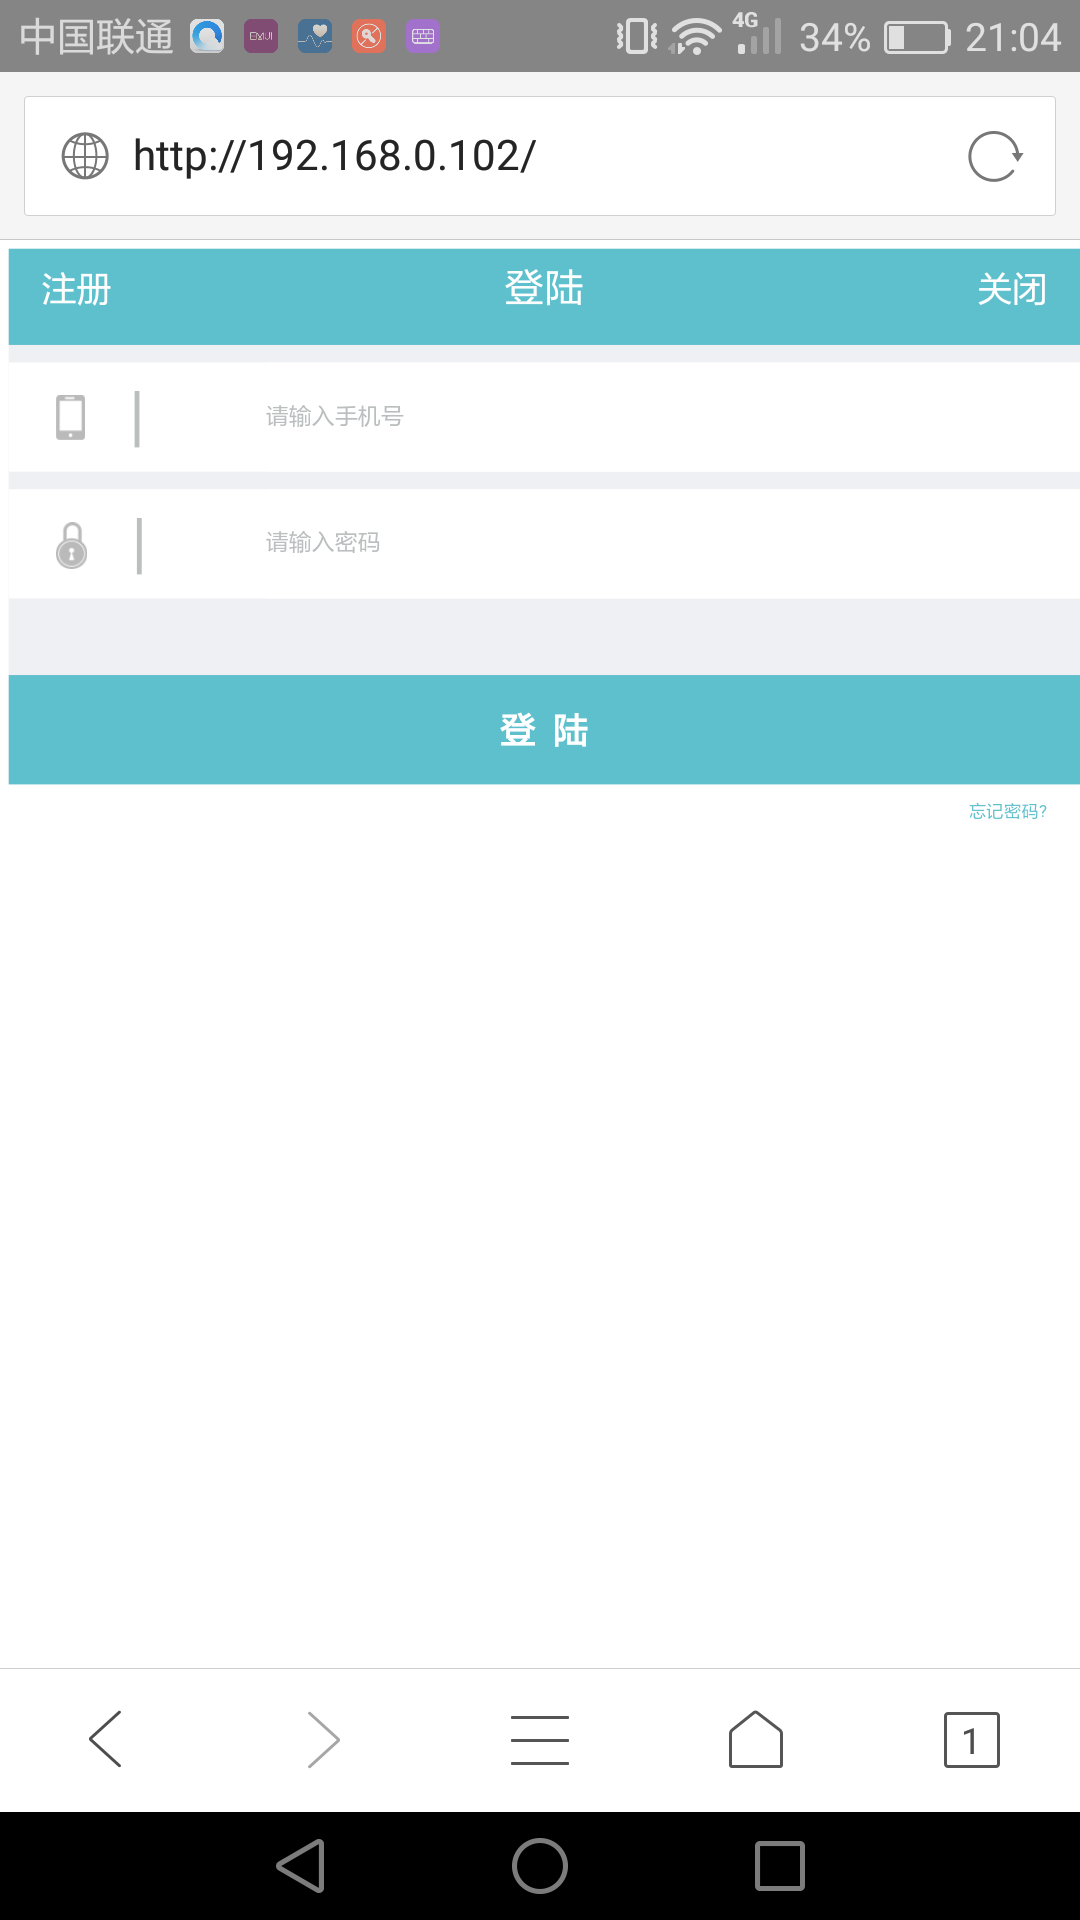 中国联通 EMUI 4G 34% 21:04
http://192.168.0.102/
注册 登陆 关闭
请输入手机号
请输入密码
登 陆
忘记密码?
1